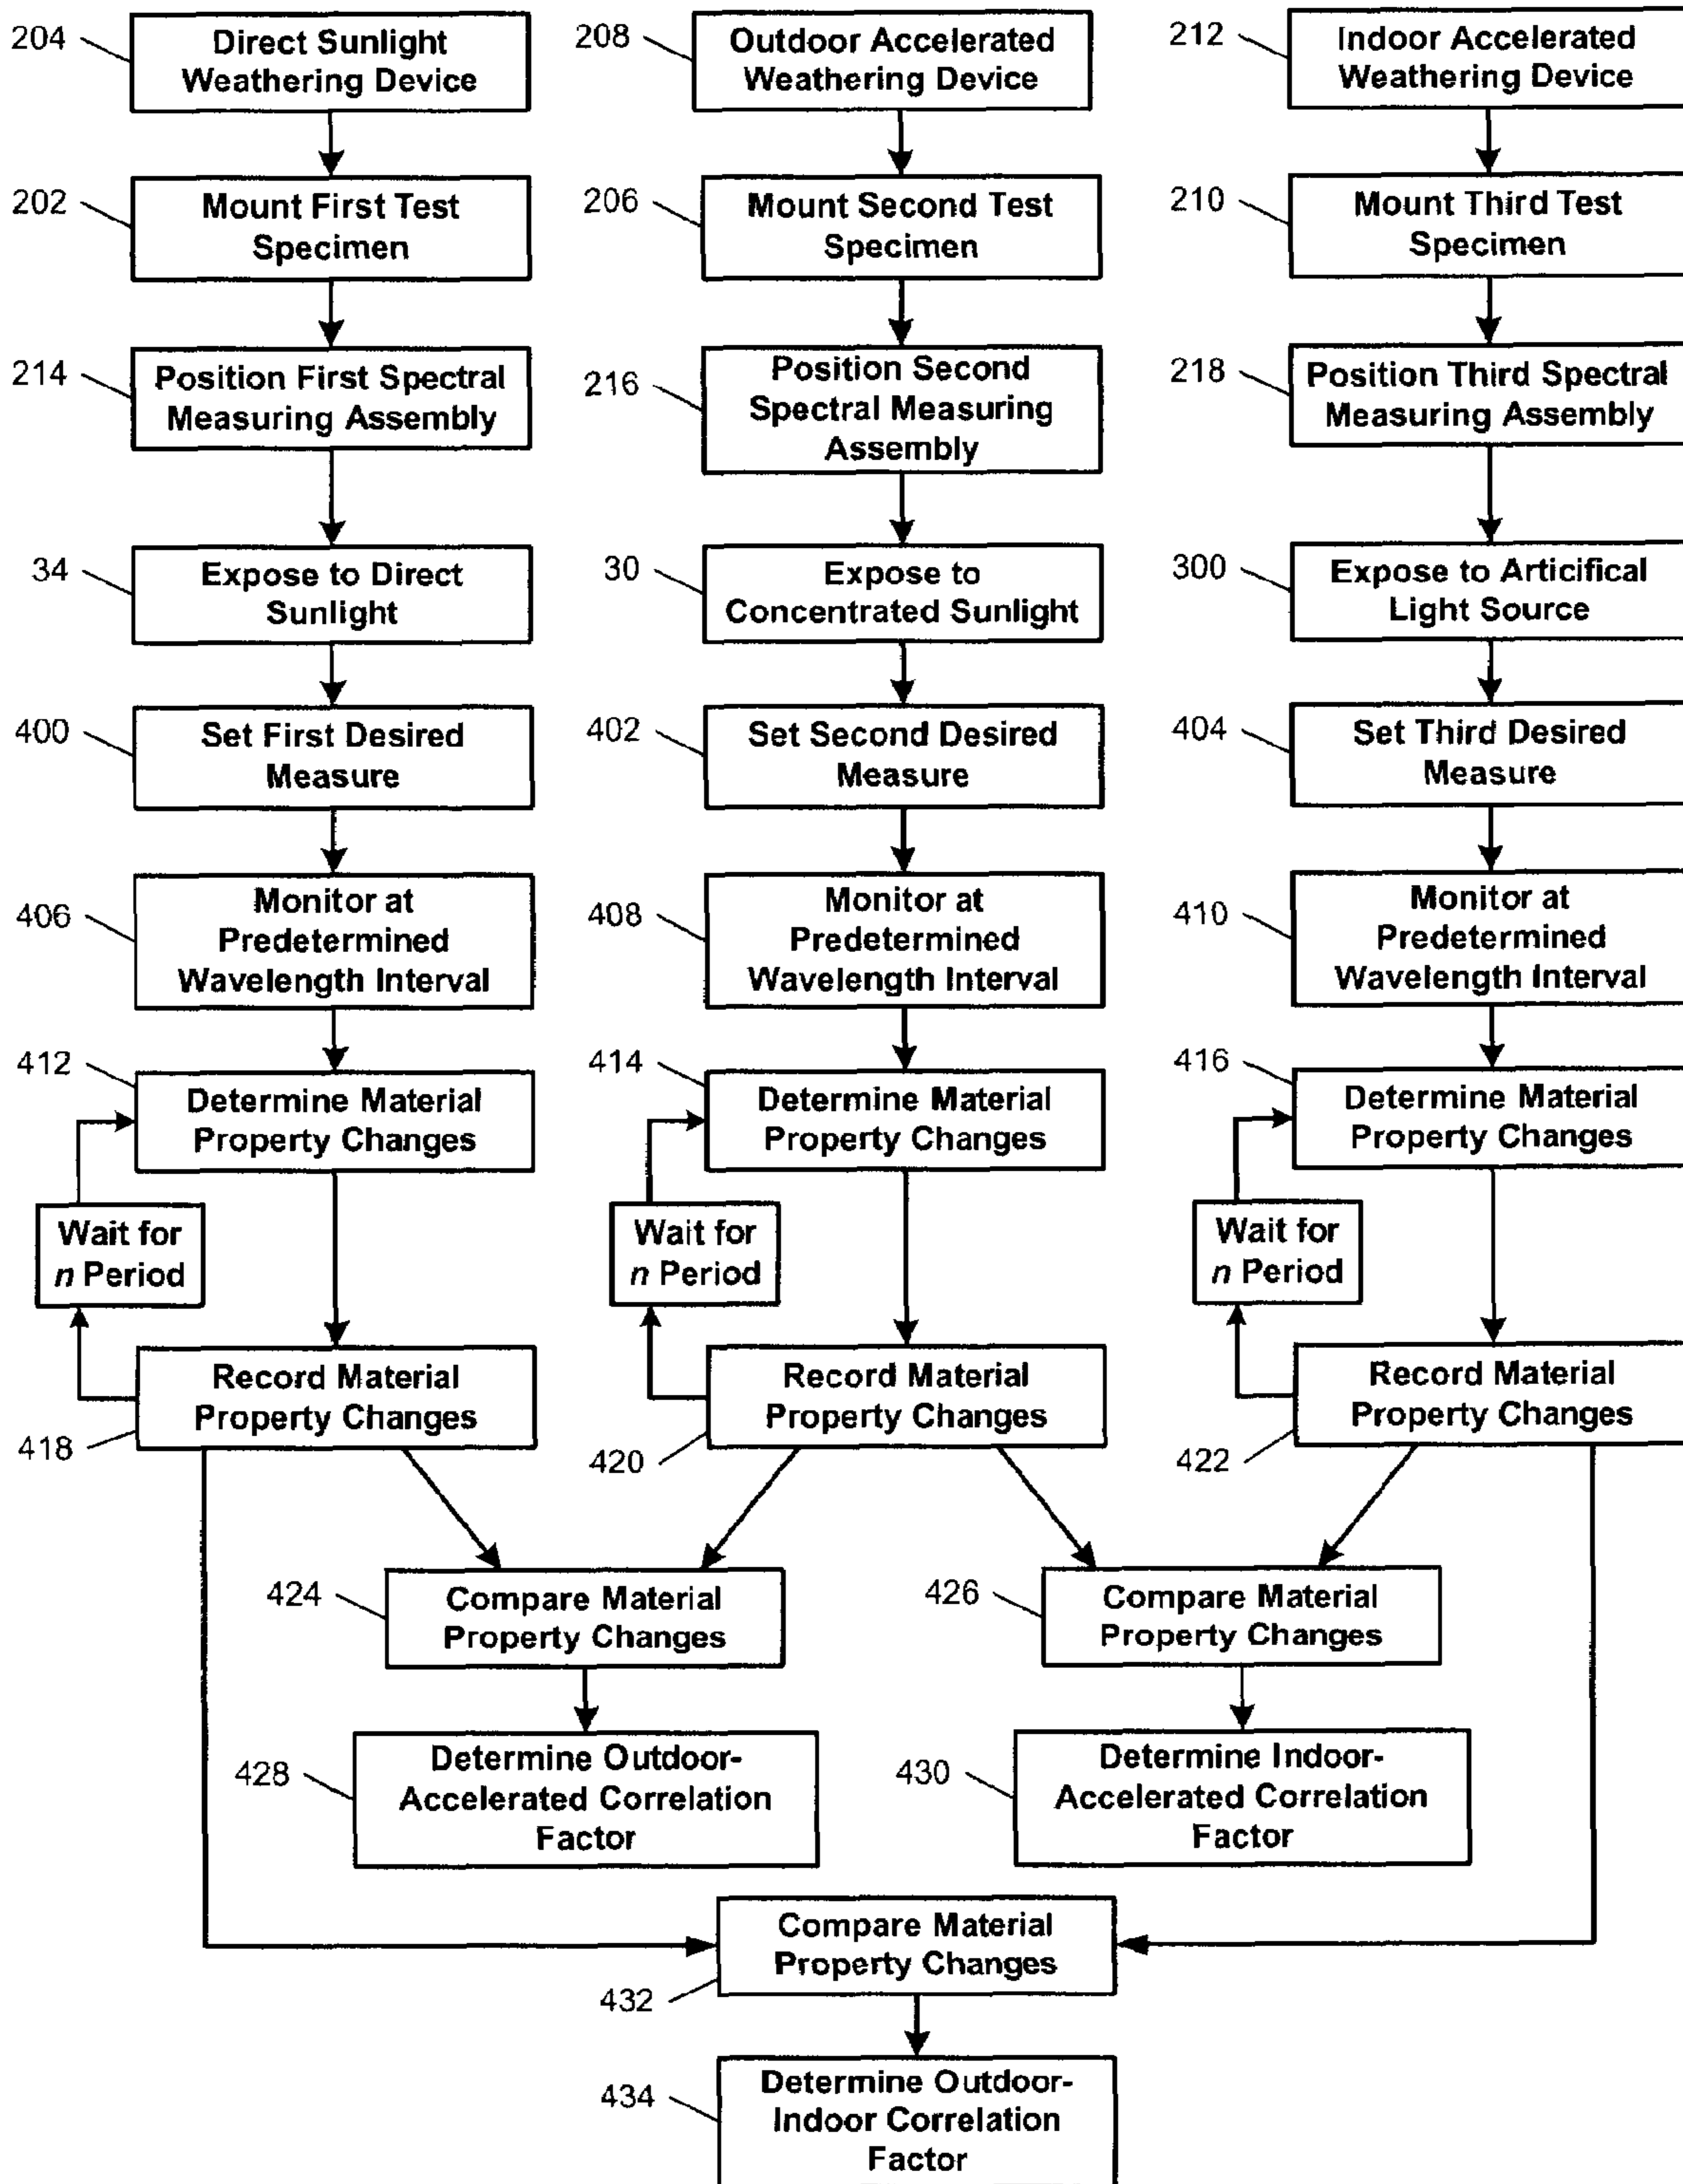 204
Direct Sunlight
Weathering Device
208
Outdoor Accelerated
Weathering Device
212
Indoor Accelerated
Weathering Device
202
Mount First Test
Specimen
206
Mount Second Test
Specimen
210
Mount Third Test
Specimen
214
Position First Spectral
Measuring Assembly
216
Position Second
Spectral Measuring
Assembly
218
Position Third Spectral
Measuring Assembly
34
Expose to Direct
Sunlight
30
Expose to
Concentrated Sunlight
300
Expose to Articifical
Light Source
400
Set First Desired
Measure
402
Set Second Desired
Measure
404
Set Third Desired
Measure
406
Monitor at
Predetermined
Wavelength Interval
408
Monitor at
Predetermined
Wavelength Interval
410
Monitor at
Predetermined
Wavelength Interval
412
Determine Material
Property Changes
414
Determine Material
Property Changes
416
Determine Material
Property Changes
Wait for
n Period
Wait for
n Period
Wait for
n Period
418
Record Material
Property Changes
420
Record Material
Property Changes
422
Record Material
Property Changes
424
Compare Material
Property Changes
426
Compare Material
Property Changes
428
Determine Outdoor-
Accelerated Correlation
Factor
430
Determine Indoor-
Accelerated Correlation
Factor
432
Compare Material
Property Changes
434
Determine Outdoor-
Indoor Correlation
Factor